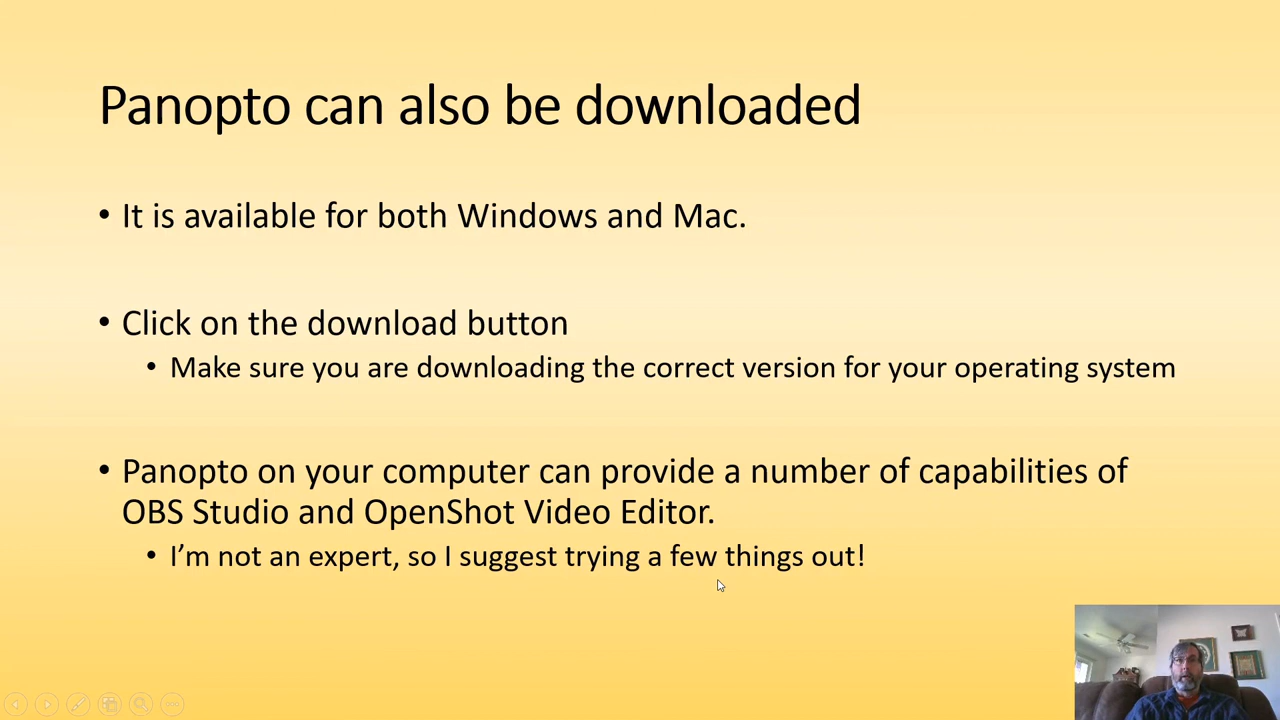 Panopto can also be downloaded
• It is available for both Windows and Mac.
• Click on the download button
• Make sure you are downloading the correct version for your operating system
• Panopto on your computer can provide a number of capabilities of
OBS Studio and OpenShot Video Editor.
• I’m not an expert, so I suggest trying a few things out!